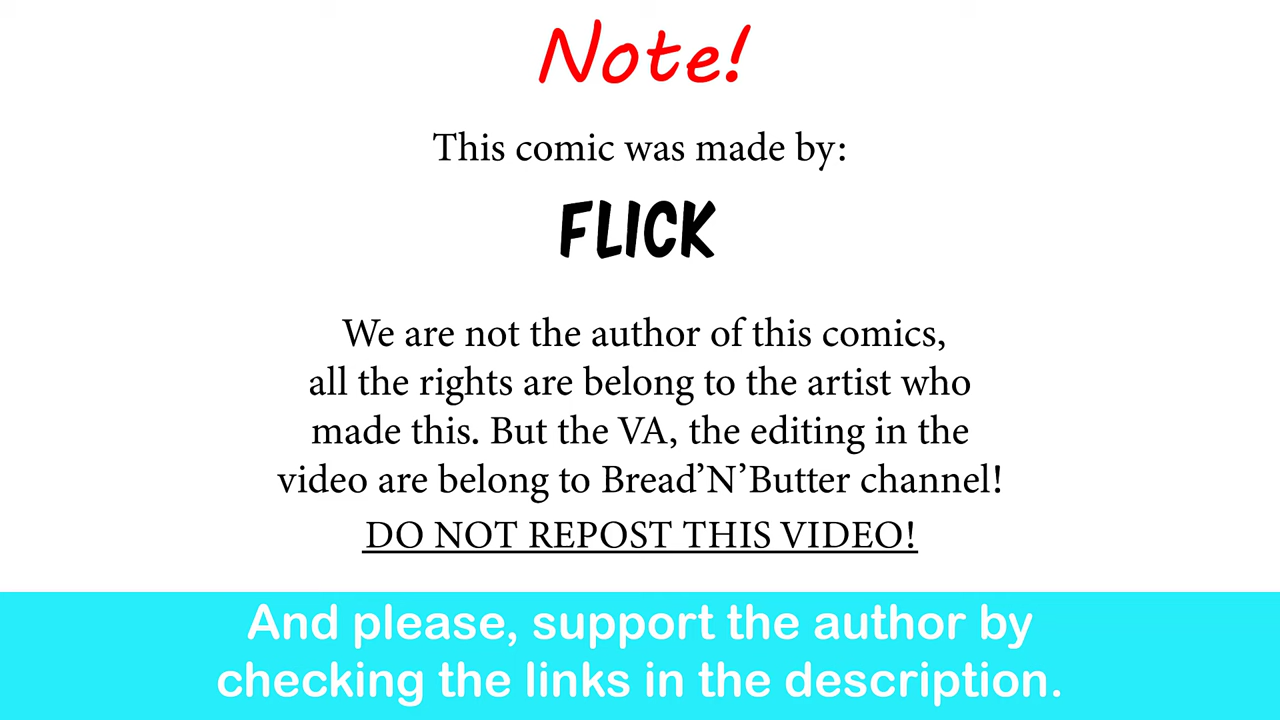 Note!
This comic was made by:
FLICK
We are not the author of this comics,
all the rights are belong to the artist who
made this. But the VA, the editing in the
video are belong to Bread’N’Butter channel!
DO NOT REPOST THIS VIDEO!
And please, support the author by
checking the links in the description.